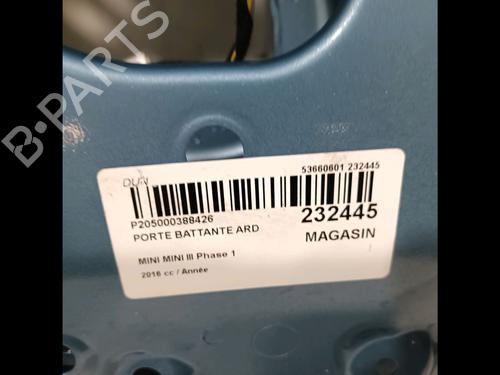 B-PARTS
DUN
53660601 232445
P205000388426
232445
PORTE BATTANTE ARD
MAGASIN
MINI MINI III Phase 1
2016 cc / Année